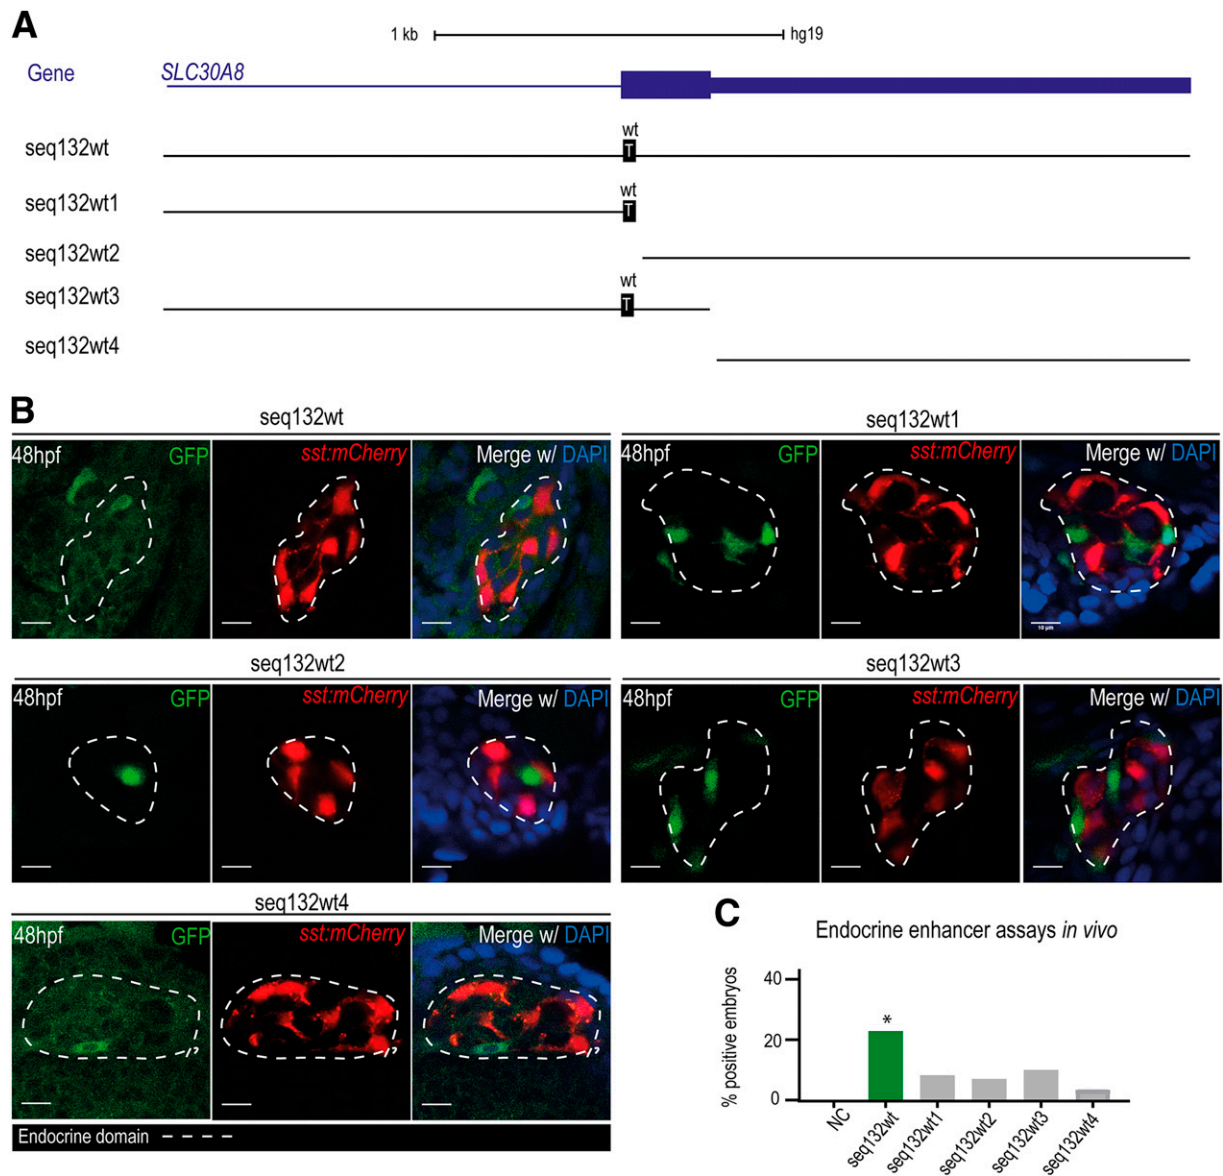 A
1 kb hg19
Gene SLC30A8
wt
seq132wt T
wt
seq132wt1 T
seq132wt2
wt
seq132wt3 T
seq132wt4
B
seq132wt
48hpf GFP sst:mCherry Merge w/ DAPI
seq132wt1
48hpf GFP sst:mCherry Merge w/ DAPI
10 µm
seq132wt2
48hpf GFP sst:mCherry Merge w/ DAPI
seq132wt3
48hpf GFP sst:mCherry Merge w/ DAPI
seq132wt4
48hpf GFP sst:mCherry Merge w/ DAPI
Endocrine domain
C
Endocrine enhancer assays in vivo
% positive embryos
40
20
0
*
NC seq132wt seq132wt1 seq132wt2 seq132wt3 seq132wt4